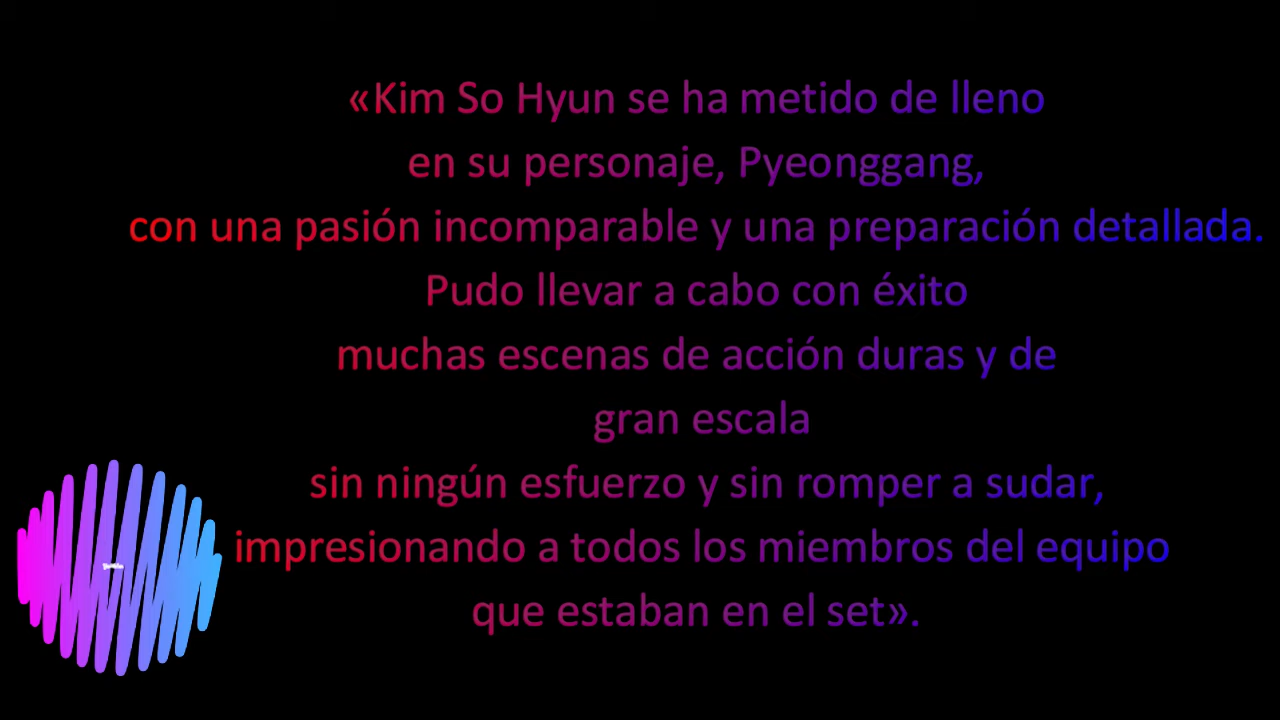 «Kim So Hyun se ha metido de lleno
en su personaje, Pyeonggang,
con una pasión incomparable y una preparación detallada.
Pudo llevar a cabo con éxito
muchas escenas de acción duras y de
gran escala
sin ningún esfuerzo y sin romper a sudar,
impresionando a todos los miembros del equipo
que estaban en el set».